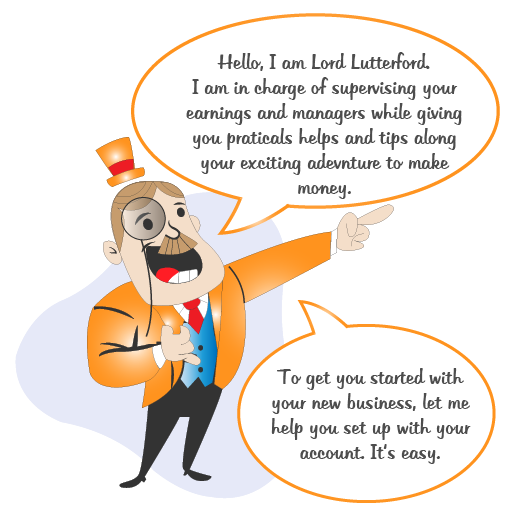 Hello, I am Lord Lutterford.
I am in charge of supervising your
earnings and managers while giving
you praticals helps and tips along
your exciting adevnture to make
money.
To get you started with
your new business, let me
help you set up with your
account. It's easy.